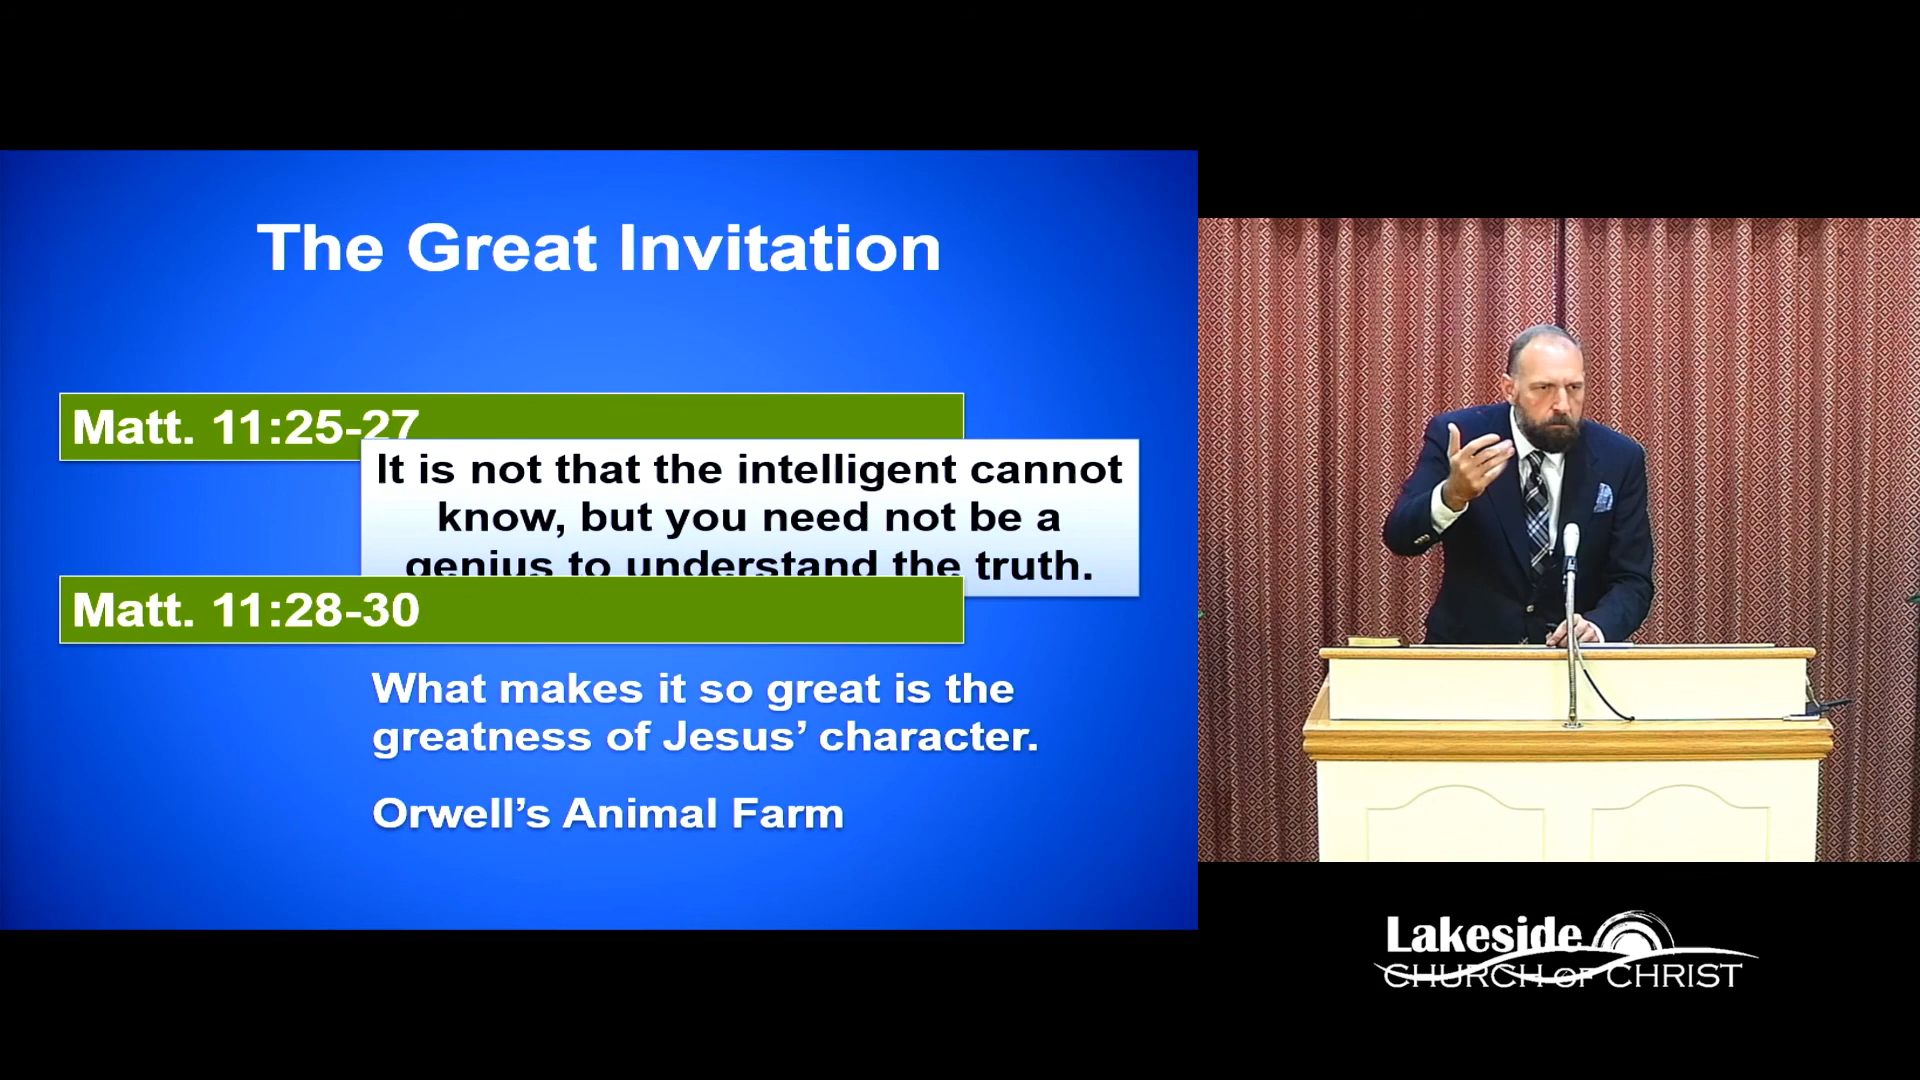 The Great Invitation
Matt. 11:25-27
It is not that the intelligent cannot
know, but you need not be a
genius to understand the truth.
Matt. 11:28-30
What makes it so great is the
greatness of Jesus’ character.
Orwell’s Animal Farm
Lakeside
CHURCH OF CHRIST